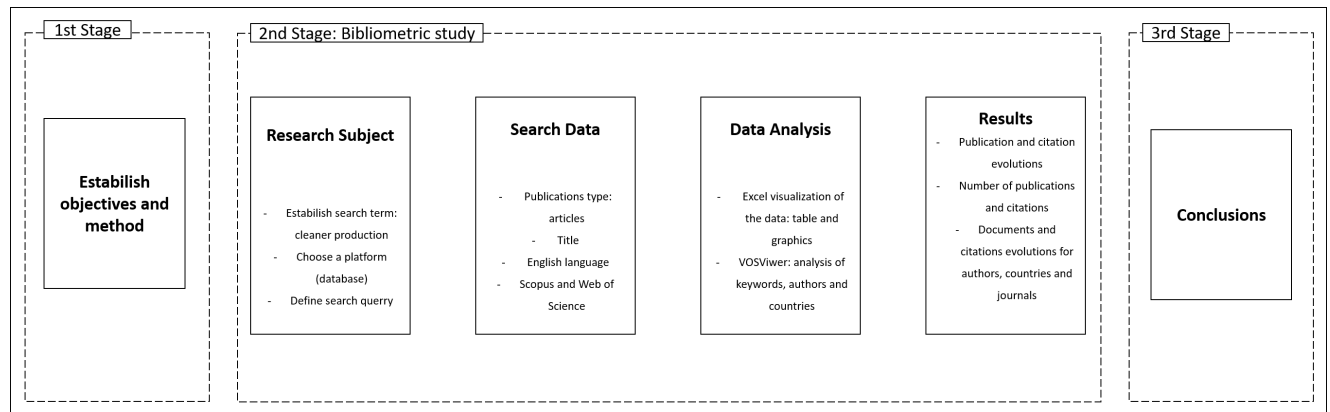 1st Stage
Estabilish
objectives and
method
2nd Stage: Bibliometric study
Research Subject
- Estabilish search term:
cleaner production
- Choose a platform
(database)
- Define search querry
Search Data
- Publications type:
articles
- Title
- English language
- Scopus and Web of
Science
Data Analysis
- Excel visualization of
the data: table and
graphics
- VOSViwer: analysis of
keywords, authors and
countries
Results
- Publication and citation
evolutions
- Number of publications
and citations
- Documents and
citations evolutions for
authors, countries and
journals
3rd Stage
Conclusions